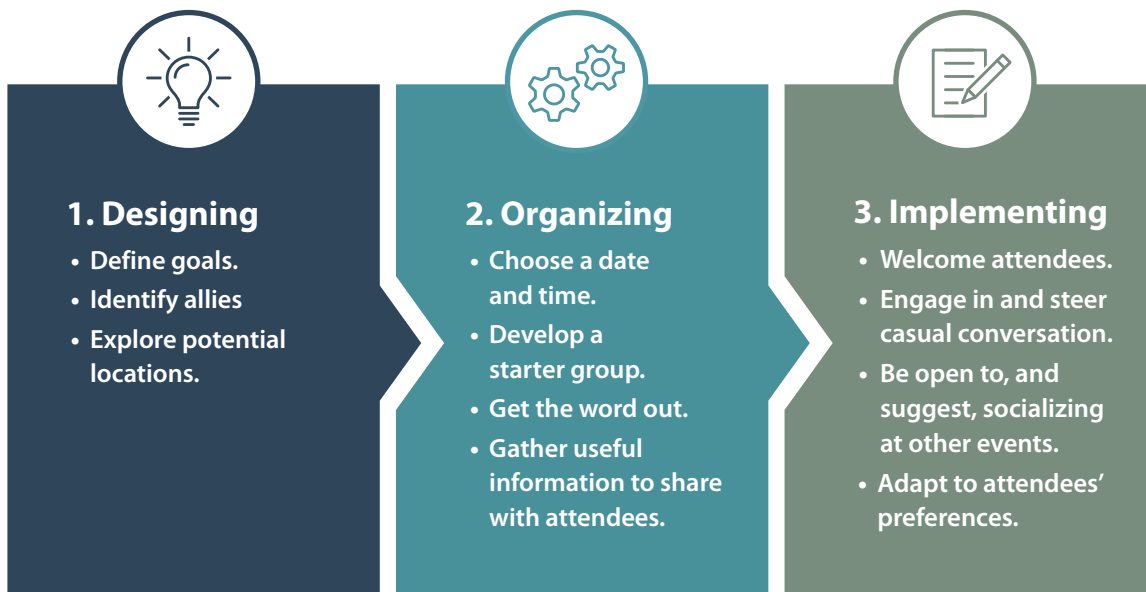 1. Designing
• Define goals.
• Identify allies
• Explore potential
locations.
2. Organizing
• Choose a date
and time.
• Develop a
starter group.
• Get the word out.
• Gather useful
information to share
with attendees.
3. Implementing
• Welcome attendees.
• Engage in and steer
casual conversation.
• Be open to, and
suggest, socializing
at other events.
• Adapt to attendees’
preferences.